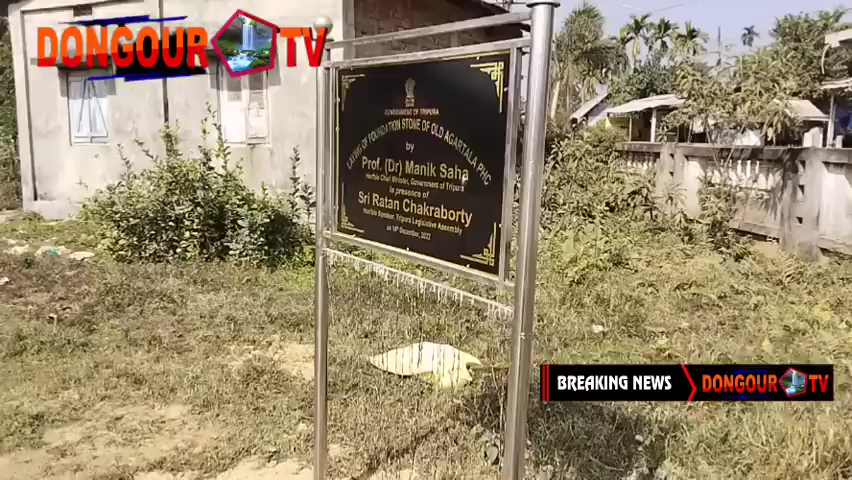 DONGOUR TV
GOVERNMENT OF TRIPURA
LAYING OF FOUNDATION STONE OF OLD AGARTALA PHC
by
Prof. (Dr) Manik Saha
Hon'ble Chief Minister, Government of Tripura
in presence of
Sri Ratan Chakraborty
Hon'ble Speaker, Tripura Legislative Assembly
on 14th December, 2022
BREAKING NEWS DONGOUR TV